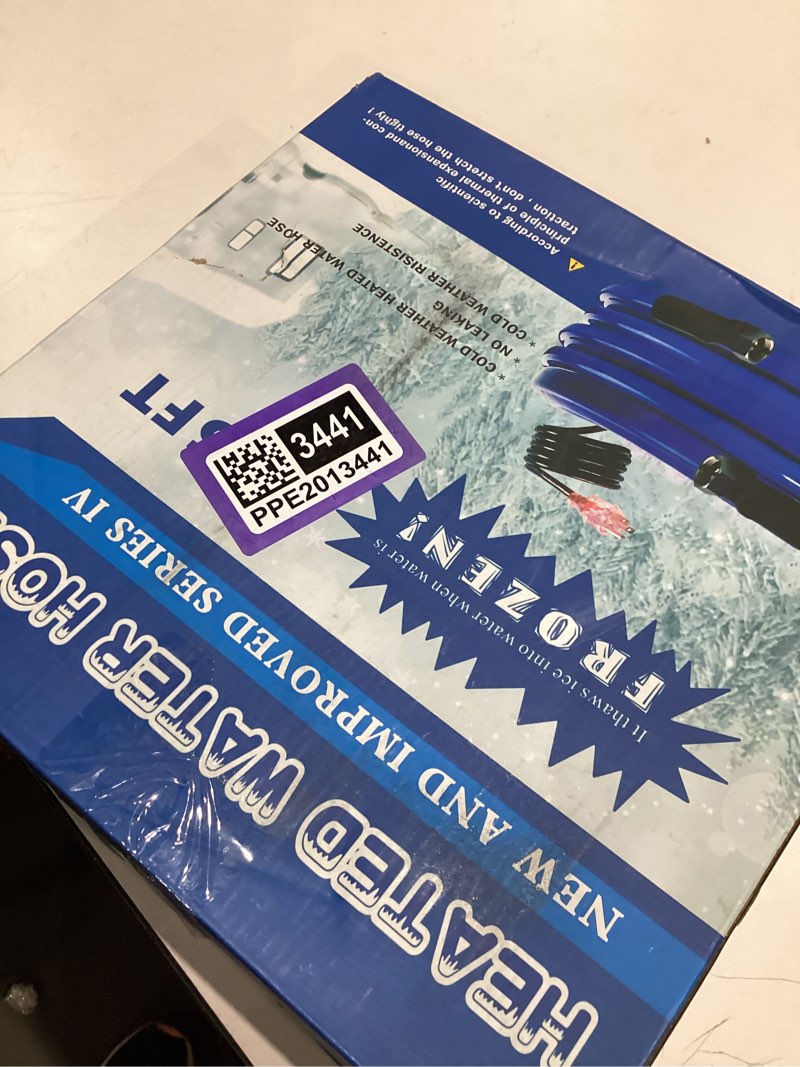 HEATED WATER HOS
NEW AND IMPROVED SERIES IV
It thaws ice into water when water is
FROZEN!
FT
3441
PPE2013441
* COLD WEATHER HEATED WATER HOSE
* NO LEAKING
* COLD WEATHER RISISTENCE
According to scientific
principle of thermal expansionand con-
traction , don't stretch the hose tighly !